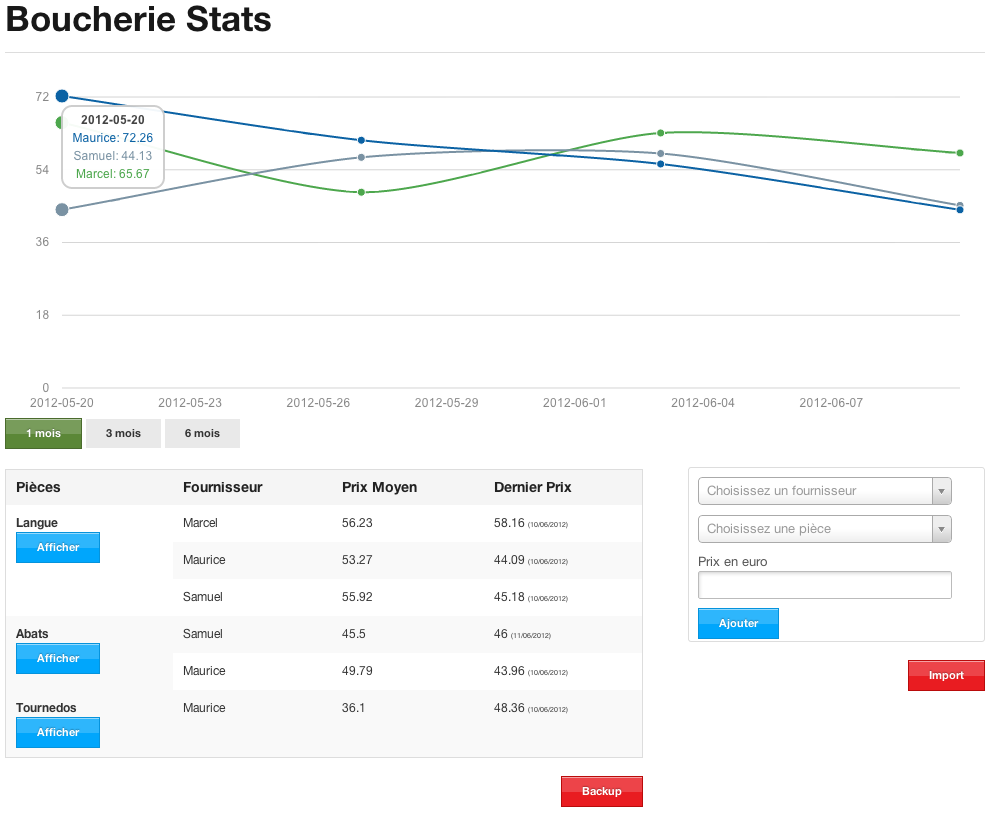 Boucherie Stats
72
54
36
18
0
2012-05-20
Maurice: 72.26
Samuel: 44.13
Marcel: 65.67
2012-05-20 2012-05-23 2012-05-26 2012-05-29 2012-06-01 2012-06-04 2012-06-07
1 mois 3 mois 6 mois
Pièces Fournisseur Prix Moyen Dernier Prix
Langue Marcel 56.23 58.16 (10/06/2012)
Afficher
Maurice 53.27 44.09 (10/06/2012)
Samuel 55.92 45.18 (10/06/2012)
Abats Samuel 45.5 46 (11/06/2012)
Afficher
Maurice 49.79 43.96 (10/06/2012)
Tournedos Maurice 36.1 48.36 (10/06/2012)
Afficher
Backup
Choisissez un fournisseur
Choisissez une pièce
Prix en euro
Ajouter
Import